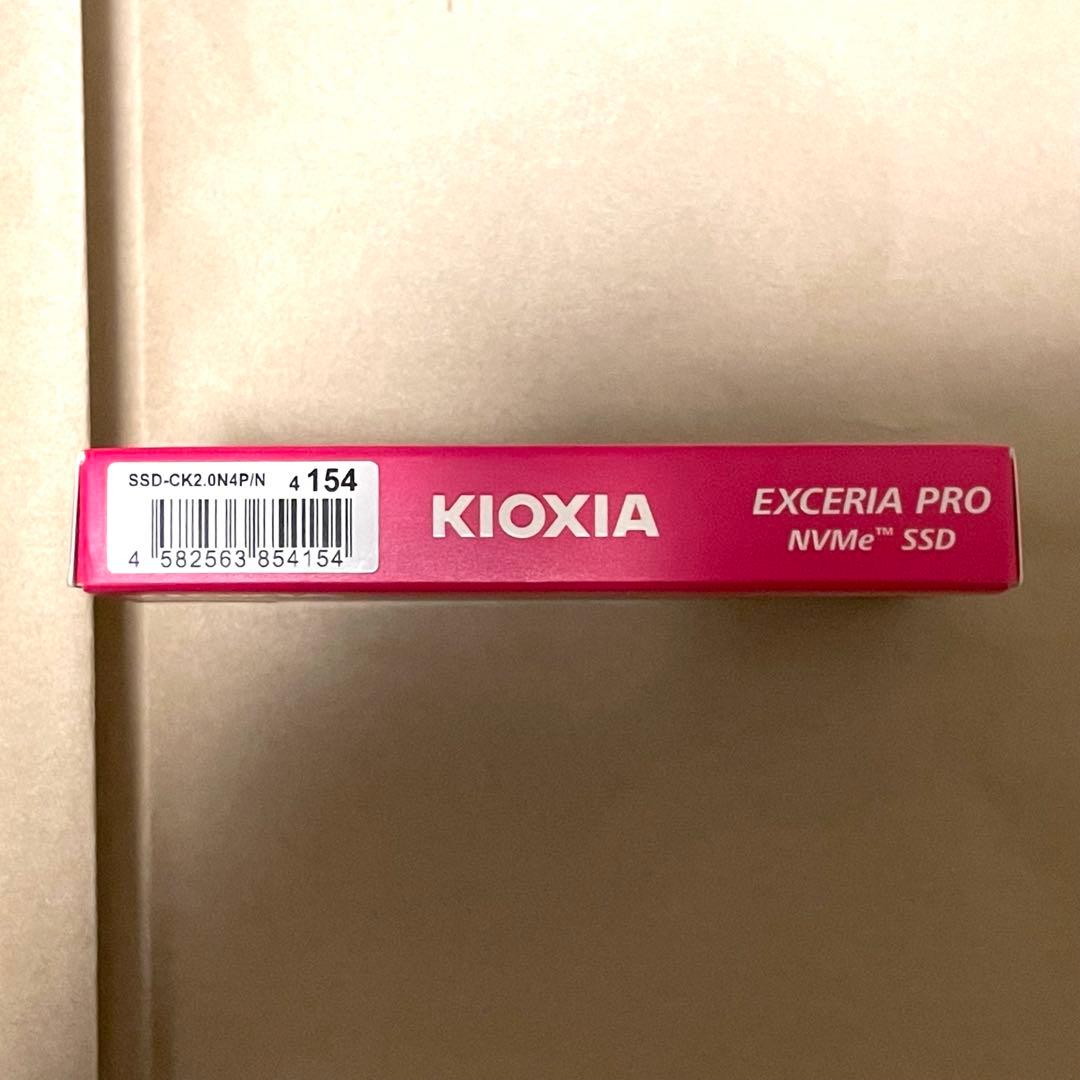 SSD-CK2.0N4P/N 4 154
4 582563 854154
KIOXIA
EXCERIA PRO
NVMe™ SSD